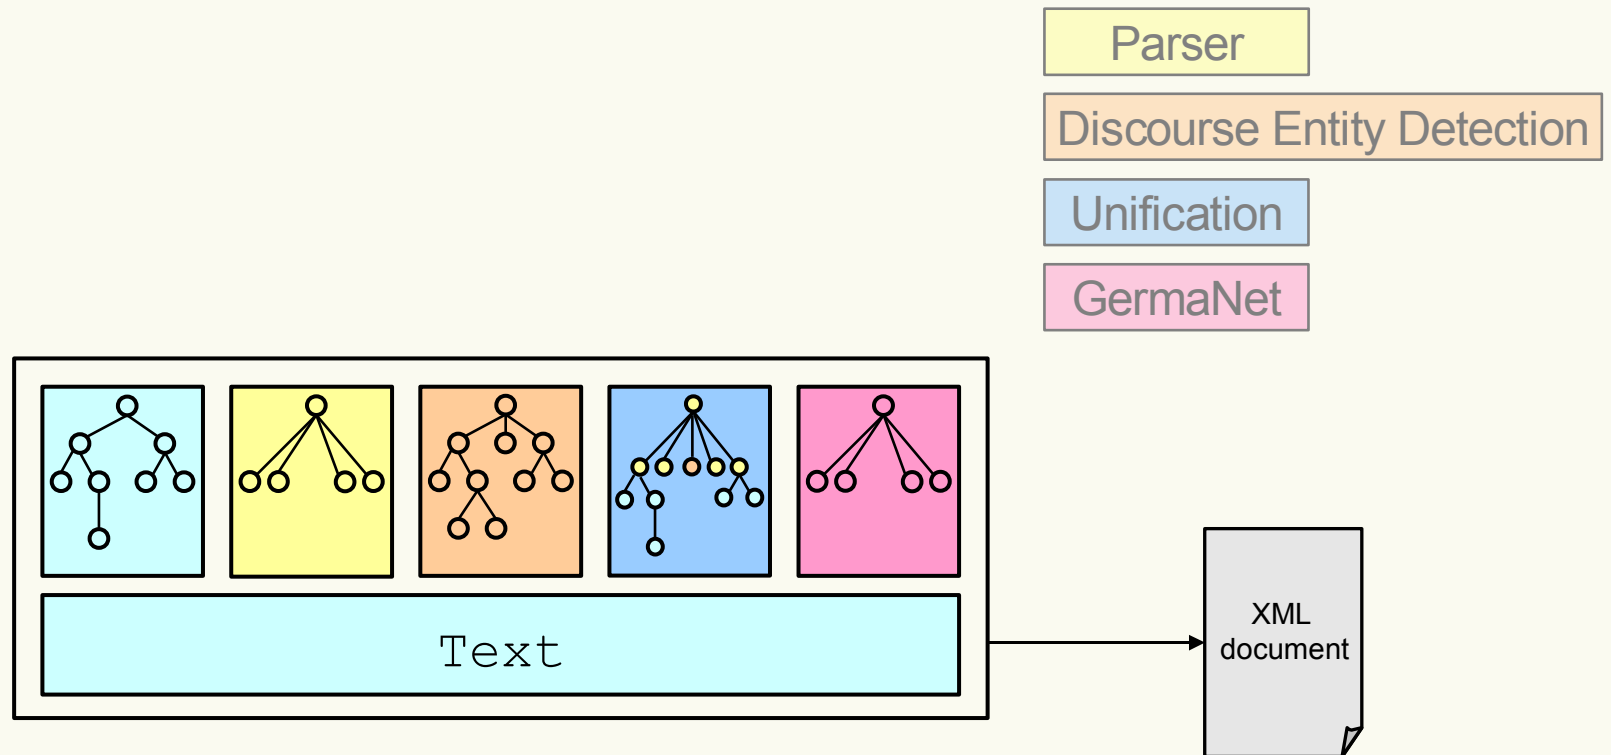 Parser
Discourse Entity Detection
Unification
GermaNet
Text
XML
document